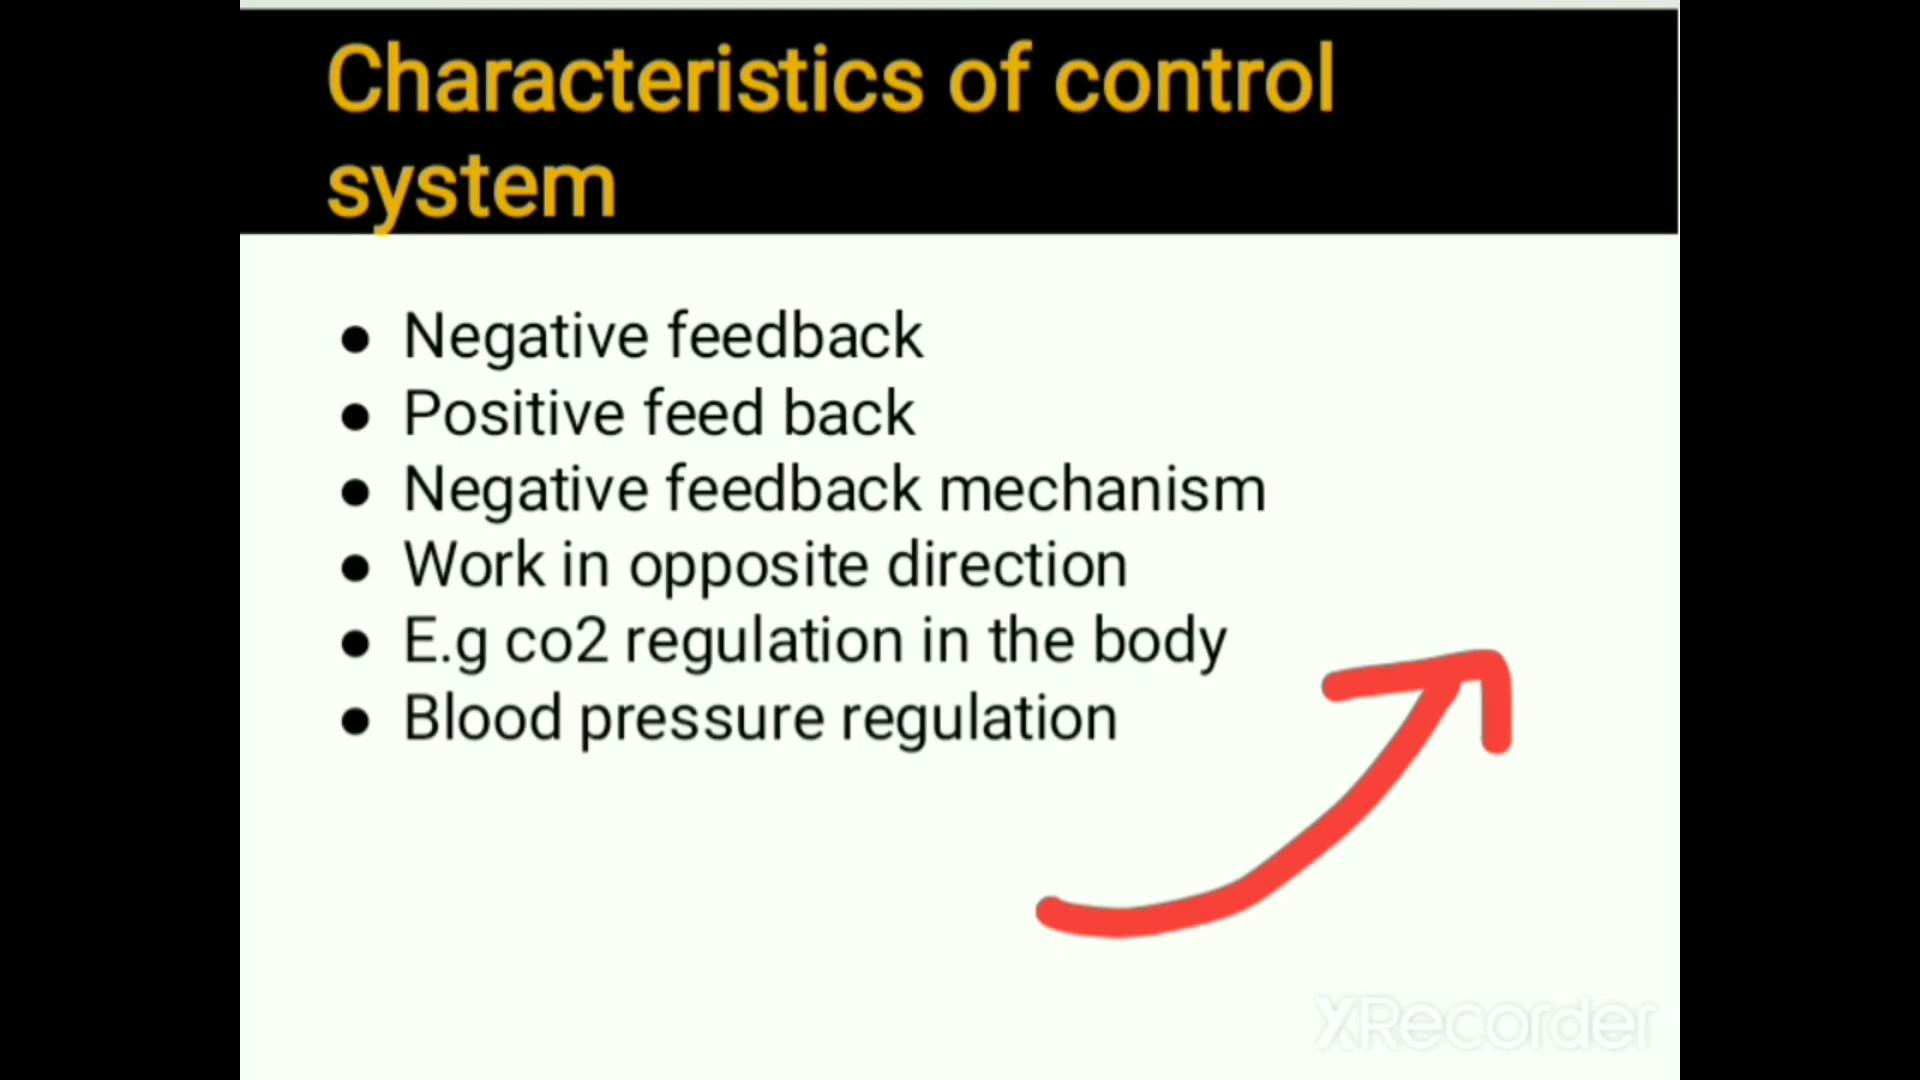 Characteristics of control
system
● Negative feedback
● Positive feed back
● Negative feedback mechanism
● Work in opposite direction
● E.g co2 regulation in the body
● Blood pressure regulation
XRecorder